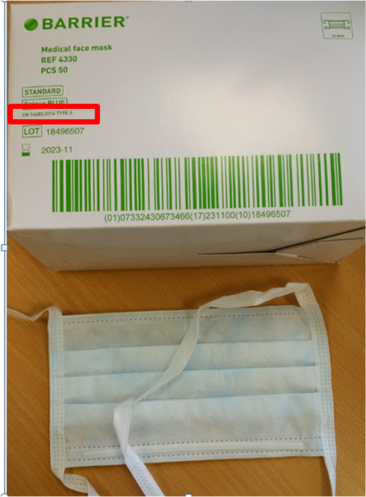 BARRIER®
Medical face mask
REF 4330
PCS 50
STANDARD
Colour BLUE
EN 14683:2014 TYPE II
LOT 18496507
2023-11
(01)07332430673466(17)231100(10)18496507